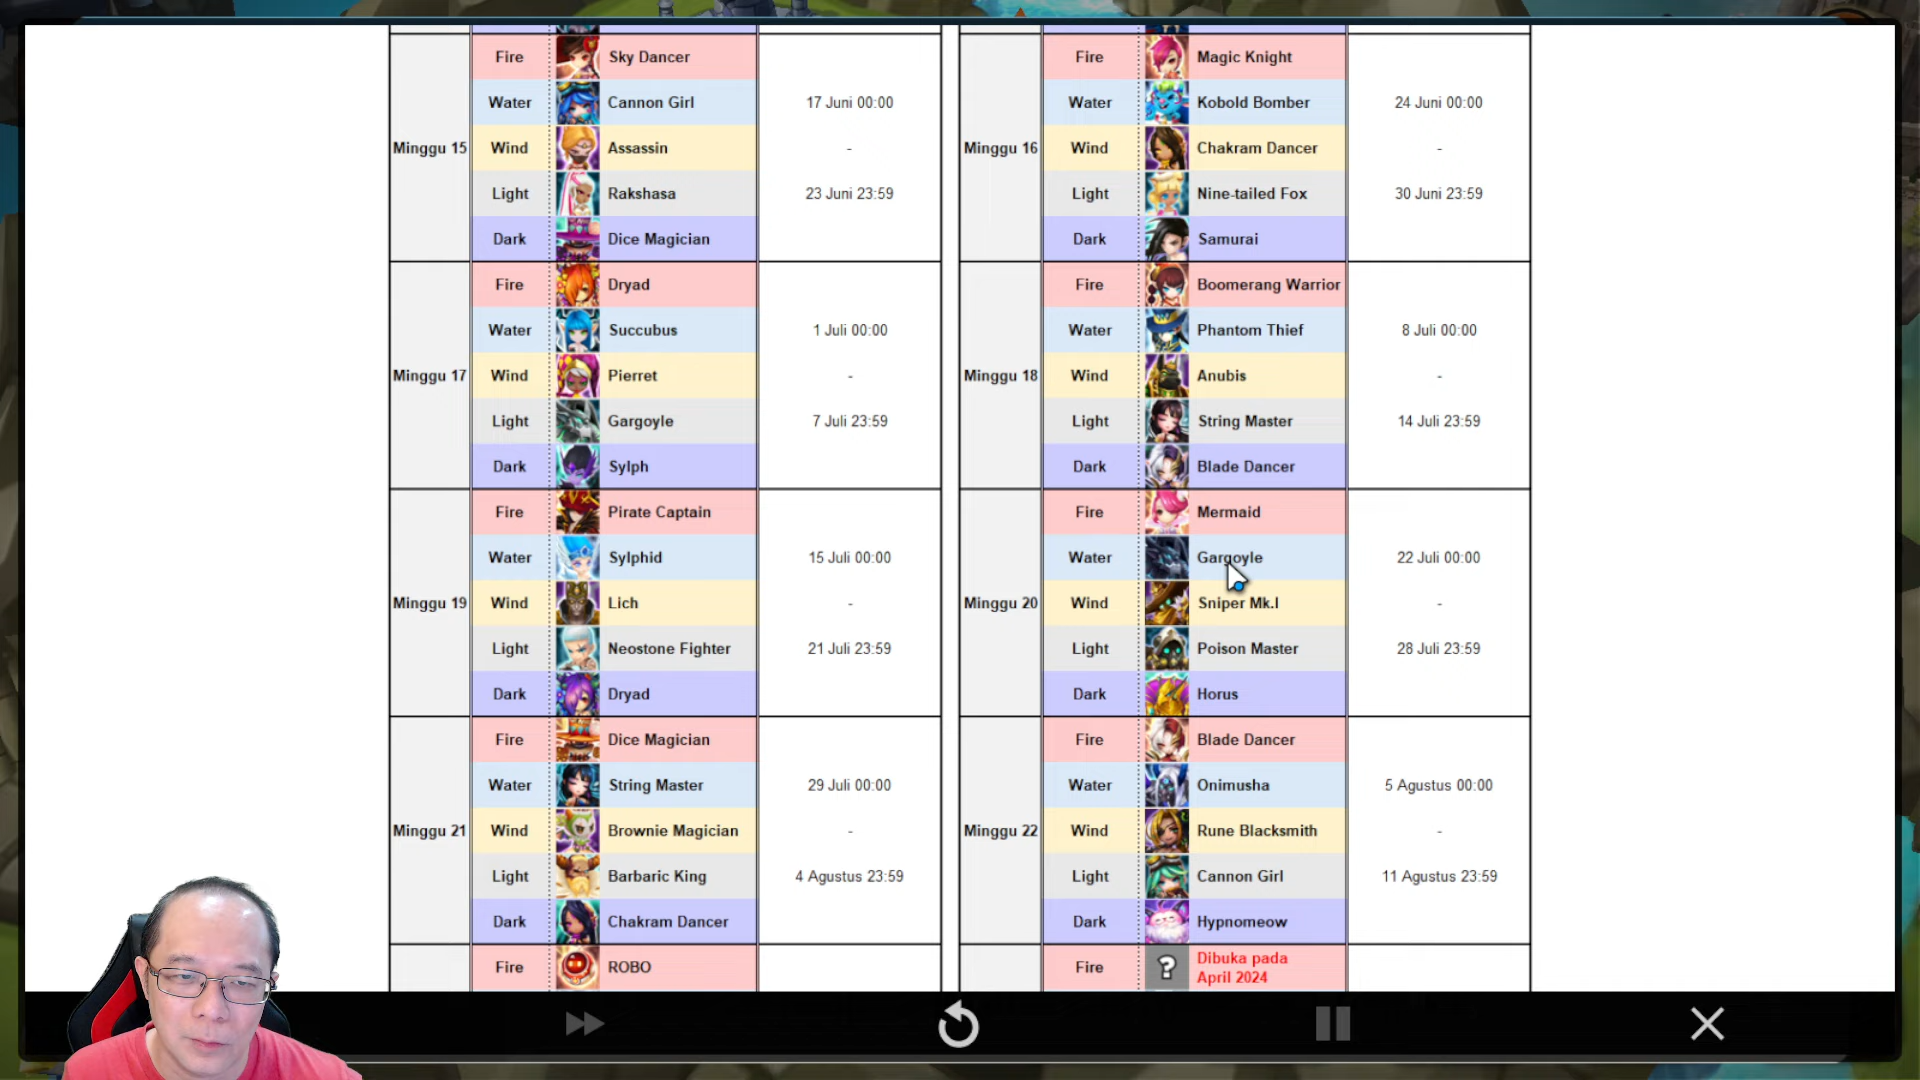 Minggu 15
Fire Sky Dancer
Water Cannon Girl
Wind Assassin
Light Rakshasa
Dark Dice Magician
17 Juni 00:00
-
23 Juni 23:59
Minggu 16
Fire Magic Knight
Water Kobold Bomber
Wind Chakram Dancer
Light Nine-tailed Fox
Dark Samurai
24 Juni 00:00
-
30 Juni 23:59
Minggu 17
Fire Dryad
Water Succubus
Wind Pierret
Light Gargoyle
Dark Sylph
1 Juli 00:00
-
7 Juli 23:59
Minggu 18
Fire Boomerang Warrior
Water Phantom Thief
Wind Anubis
Light String Master
Dark Blade Dancer
8 Juli 00:00
-
14 Juli 23:59
Minggu 19
Fire Pirate Captain
Water Sylphid
Wind Lich
Light Neostone Fighter
Dark Dryad
15 Juli 00:00
-
21 Juli 23:59
Minggu 20
Fire Mermaid
Water Gargoyle
Wind Sniper Mk.I
Light Poison Master
Dark Horus
22 Juli 00:00
-
28 Juli 23:59
Minggu 21
Fire Dice Magician
Water String Master
Wind Brownie Magician
Light Barbaric King
Dark Chakram Dancer
29 Juli 00:00
-
4 Agustus 23:59
Minggu 22
Fire Blade Dancer
Water Onimusha
Wind Rune Blacksmith
Light Cannon Girl
Dark Hypnomeow
5 Agustus 00:00
-
11 Agustus 23:59
Fire ROBO
Fire ? Dibuka pada
April 2024